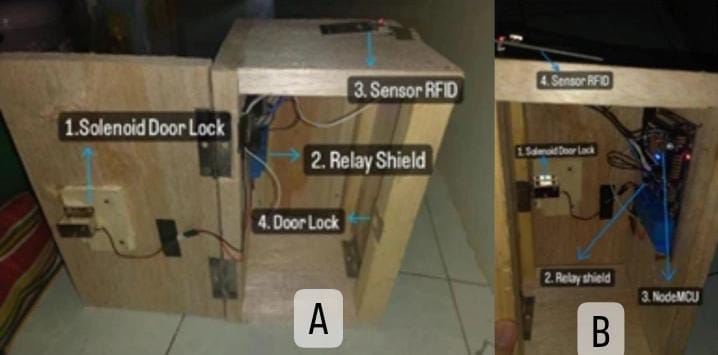 3. Sensor RFID
1.Solenoid Door Lock
2. Relay Shield
4. Door Lock
A
4. Sensor RFID
1. Solenoid Door Lock
2. Relay shield
3. NodeMCU
B